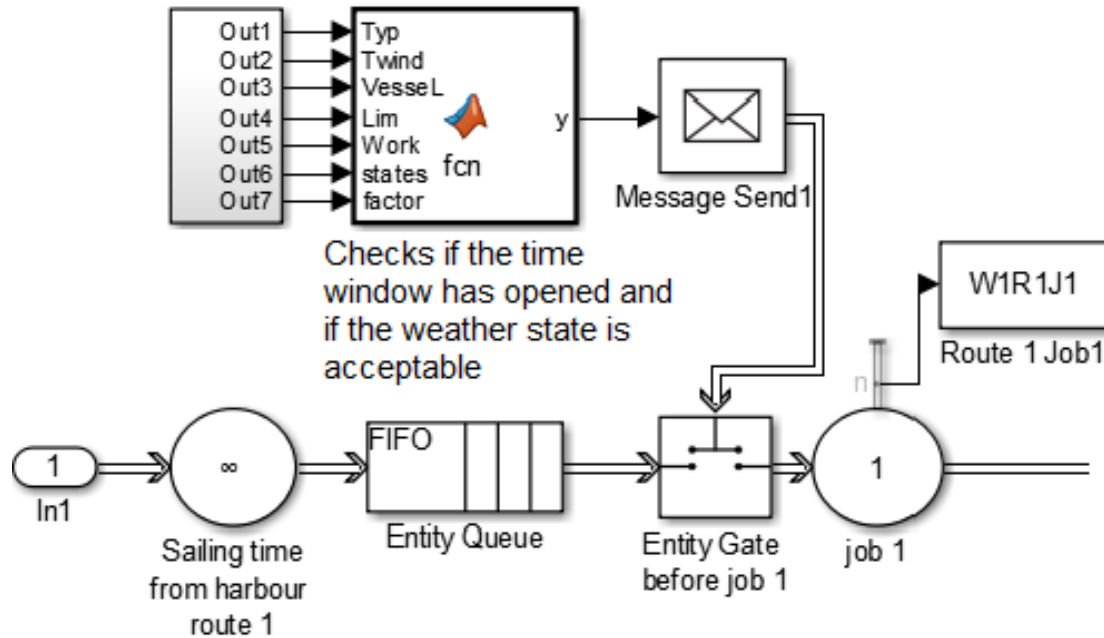 Out1
Out2
Out3
Out4
Out5
Out6
Out7
Typ
Twind
VesseL
Lim
Work
states
factor
fcn
y
Message Send1
Checks if the time
window has opened and
if the weather state is
acceptable
W1R1J1
Route 1 Job1
n
1
In1
∞
Sailing time
from harbour
route 1
FIFO
Entity Queue
Entity Gate
before job 1
1
job 1